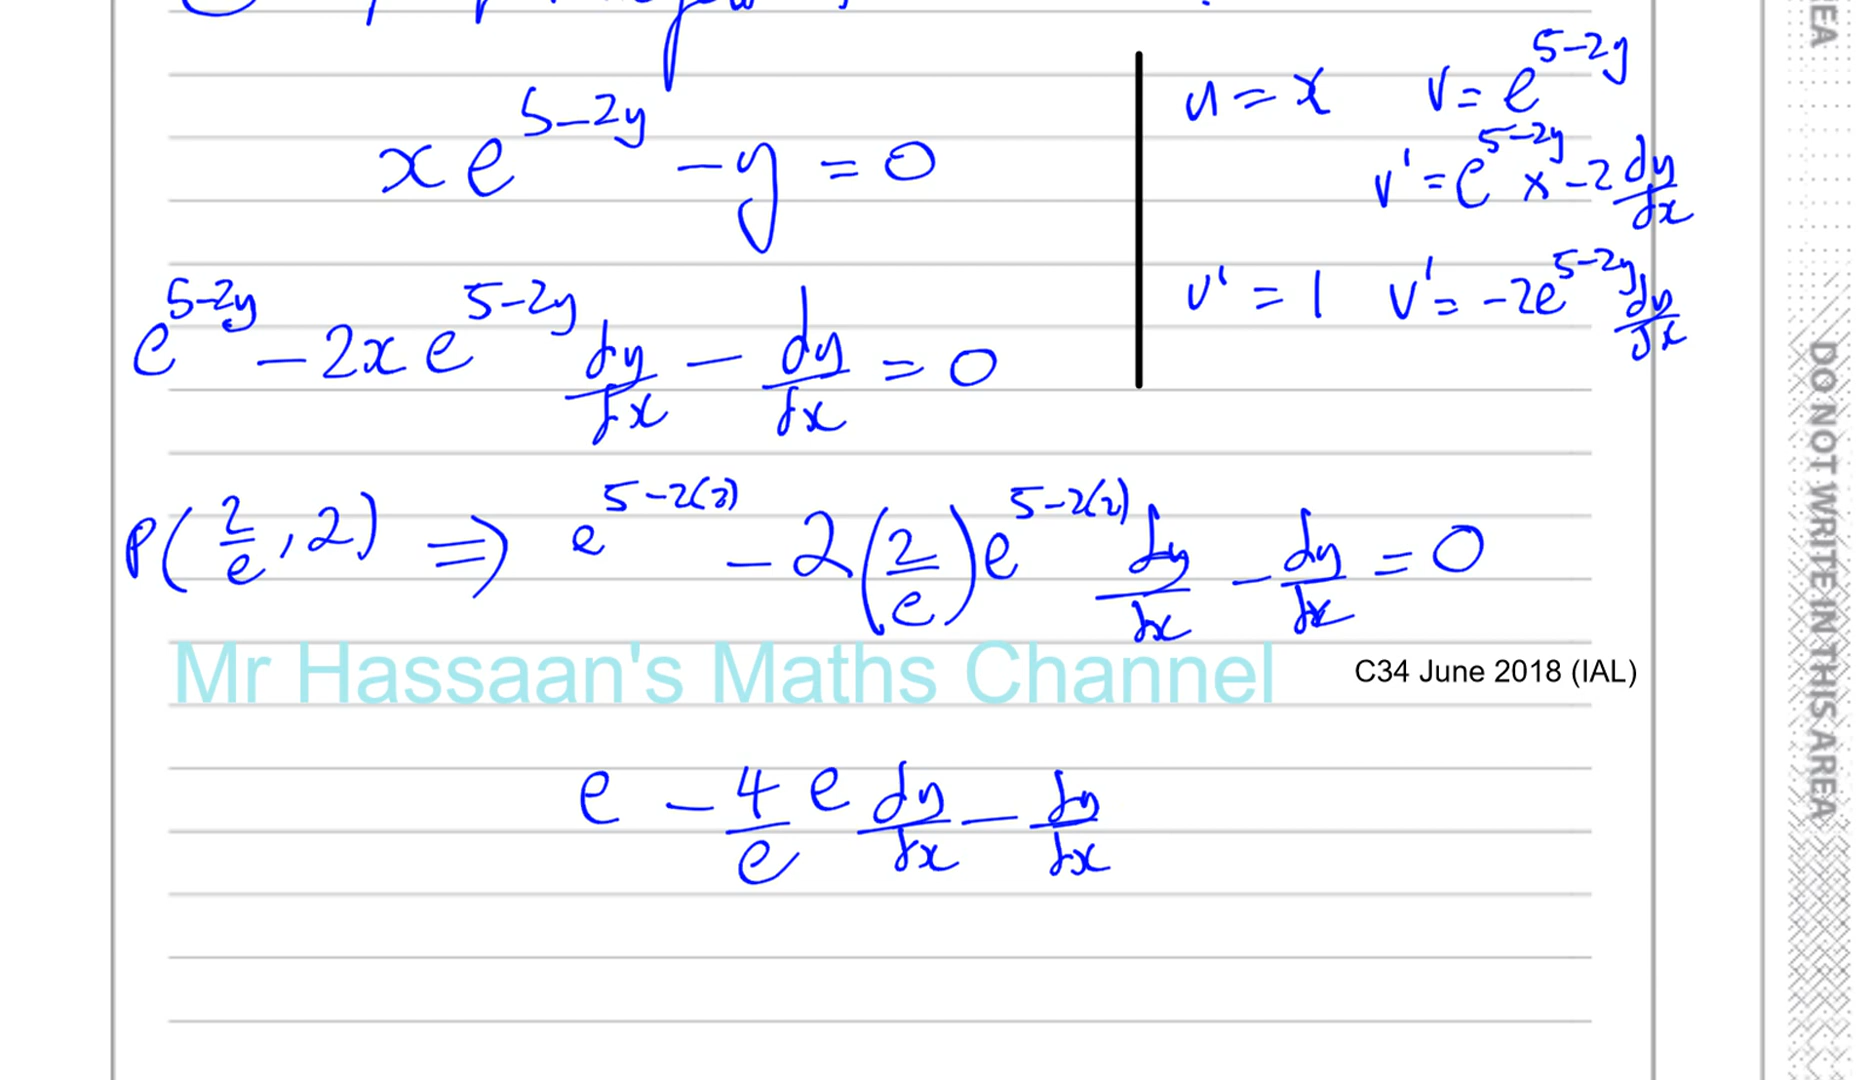 x e^{5-2y} - y = 0
u = x v = e^{5-2y}
v' = e^{5-2y} × -2 dy/dx
u' = 1 v' = -2e^{5-2y} dy/dx
e^{5-2y} - 2x e^{5-2y} dy/dx - dy/dx = 0
P(2/e, 2) ⇒ e^{5-2(2)} - 2(2/e) e^{5-2(2)} dy/dx - dy/dx = 0
Mr Hassaan's Maths Channel
C34 June 2018 (IAL)
e - 4/e e dy/dx - dy/dx
EA
DO NOT WRITE IN THIS AREA